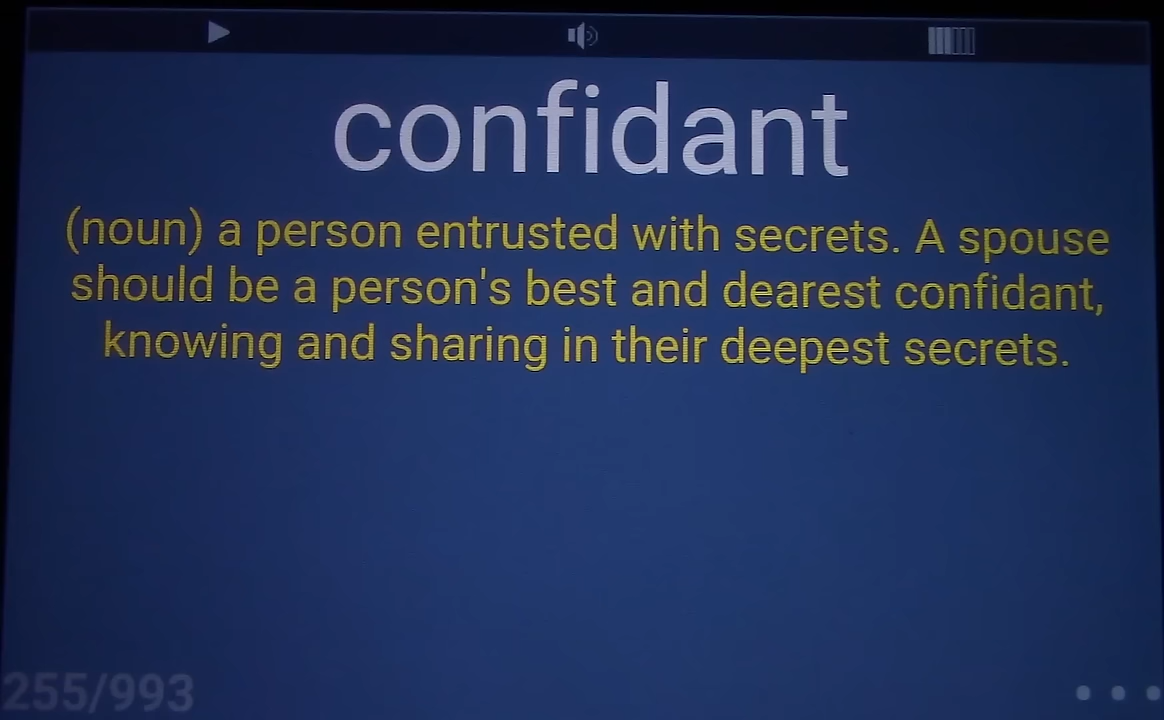 confidant
(noun) a person entrusted with secrets. A spouse
should be a person's best and dearest confidant,
knowing and sharing in their deepest secrets.
255/993